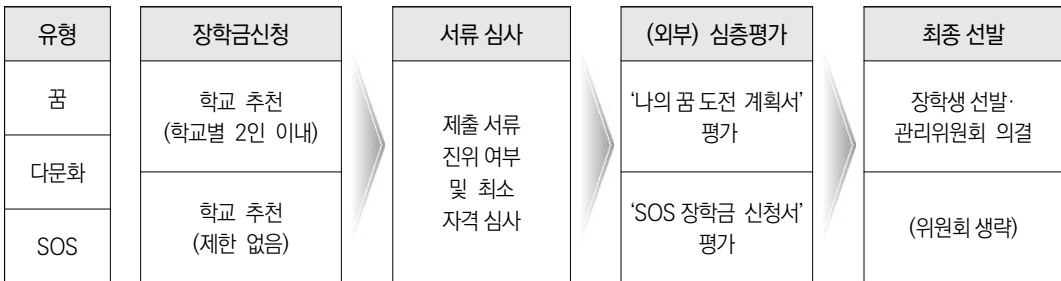 유형
꿈
다문화
SOS
장학금신청
학교 추천
(학교별 2인 이내)
학교 추천
(제한 없음)
서류 심사
제출 서류
진위 여부
및 최소
자격 심사
(외부) 심층평가
'나의 꿈 도전 계획서'
평가
'SOS 장학금 신청서'
평가
최종 선발
장학생 선발·
관리위원회 의결
(위원회 생략)